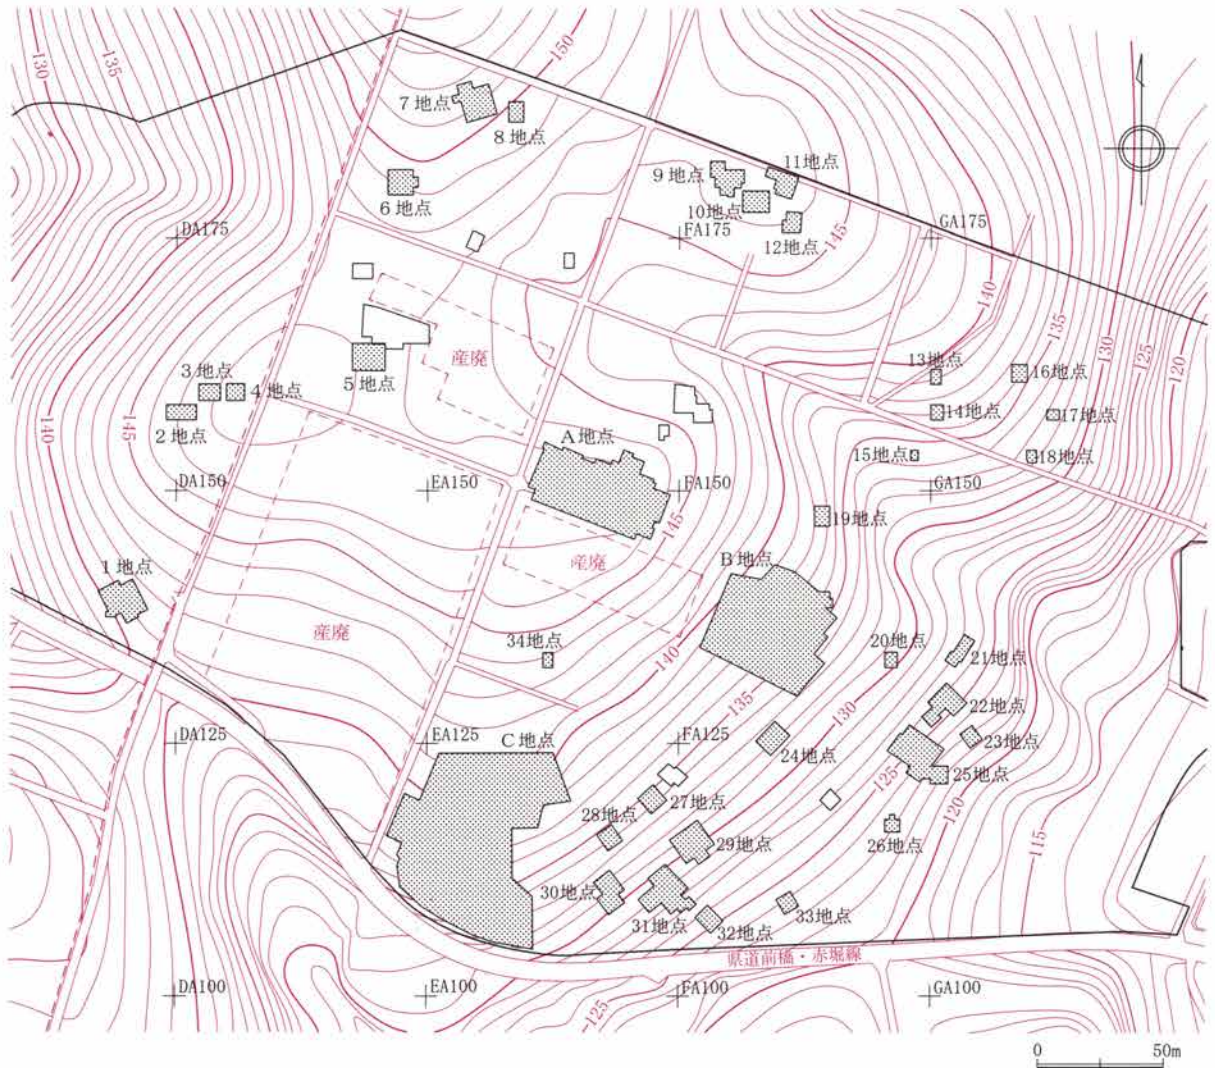 130
135
150
7地点
8地点
6地点
9地点
11地点
10地点
12地点
145
DA175
FA175
GA175
140
135
130
125
120
産廃
13地点
16地点
3地点
4地点
5地点
2地点
14地点
17地点
140
145
A地点
15地点
18地点
DA150
EA150
FA150
GA150
145
19地点
産廃
B地点
1地点
産廃
34地点
140
20地点
21地点
135
130
22地点
DA125
EA125
C地点
FA125
24地点
23地点
125
25地点
27地点
28地点
120
29地点
26地点
115
30地点
31地点
32地点
33地点
県道前橋・赤堀線
DA100
EA100
FA100
GA100
125
0
50m